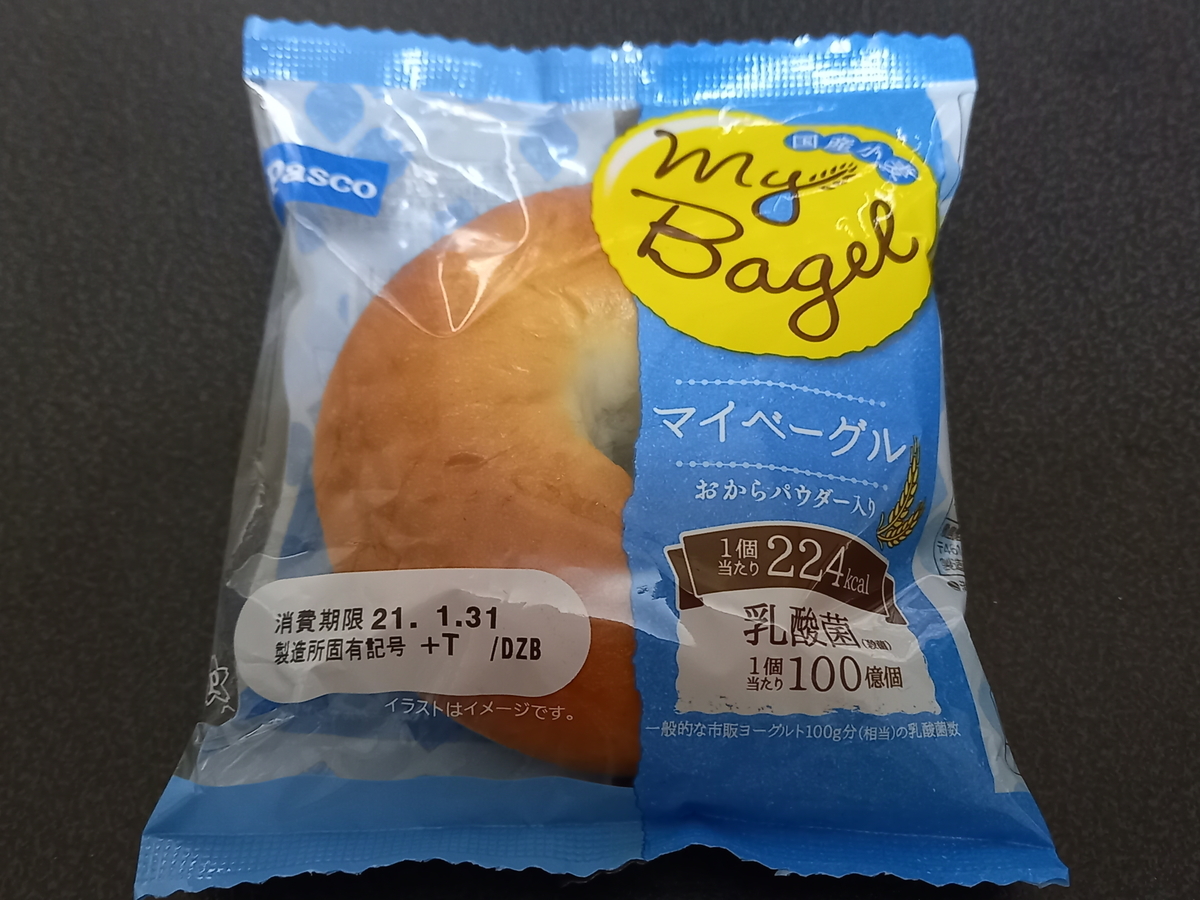 Pasco
国産小麦
My
Bagel
マイベーグル
おからパウダー入り
1個
当たり 224kcal
乳酸菌(殺菌)
1個
当たり 100億個
一般的な市販ヨーグルト100g分(相当)の乳酸菌数
消費期限 21. 1.31
製造所固有記号 +T /DZB
イラストはイメージです。